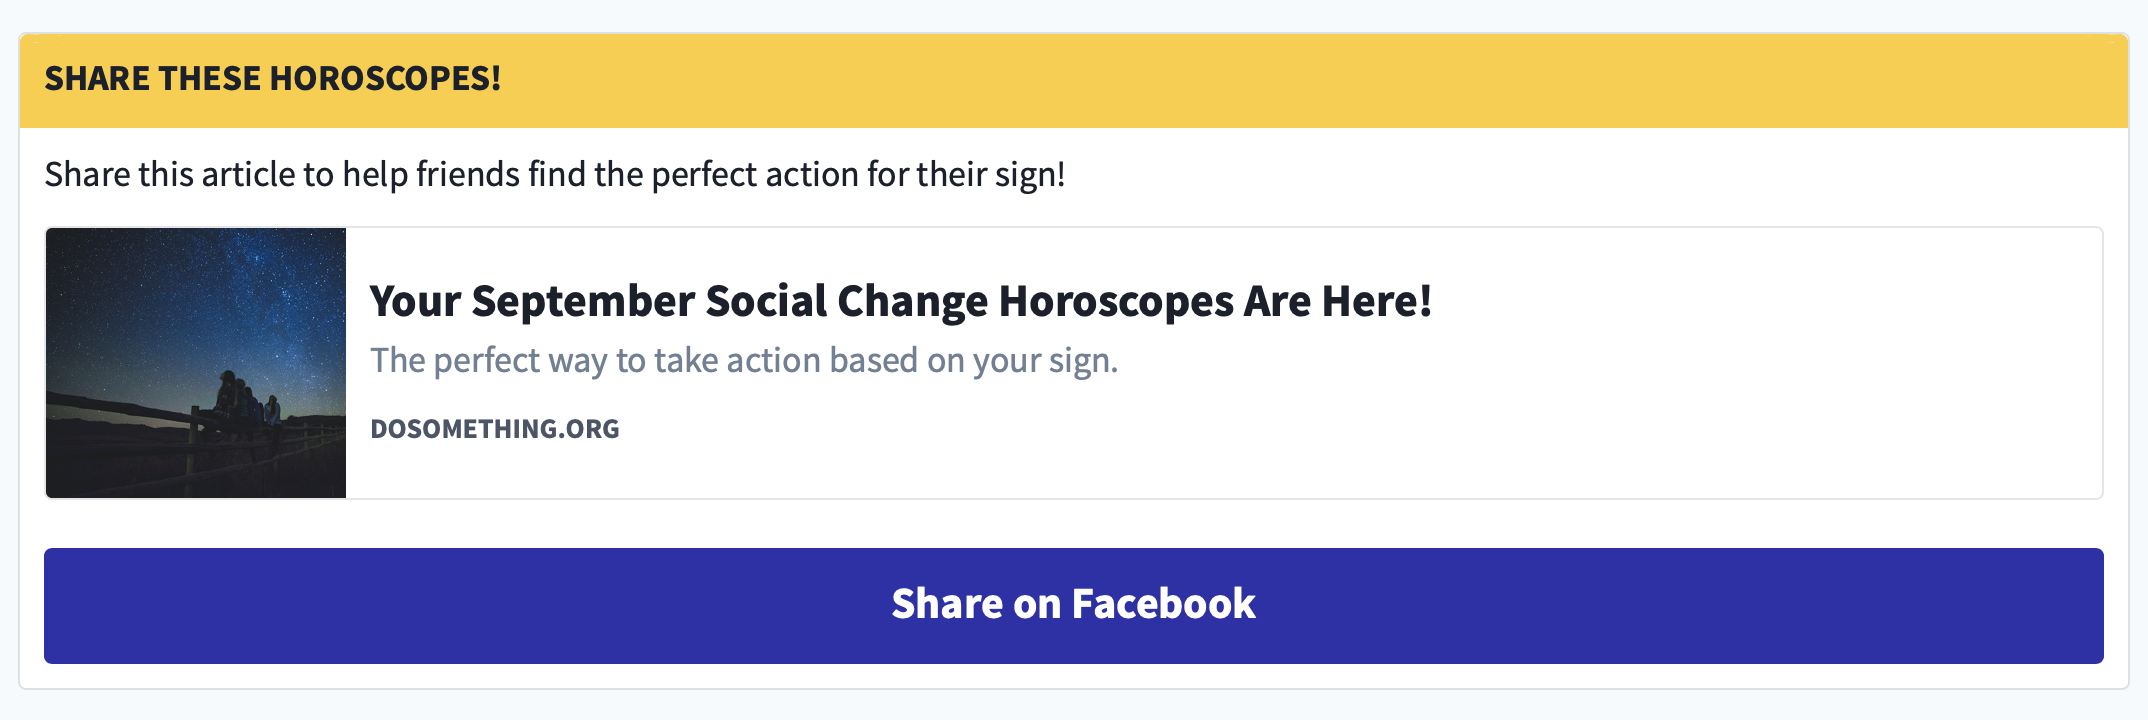 SHARE THESE HOROSCOPES!
Share this article to help friends find the perfect action for their sign!
Your September Social Change Horoscopes Are Here!
The perfect way to take action based on your sign.
DOSOMETHING.ORG
Share on Facebook